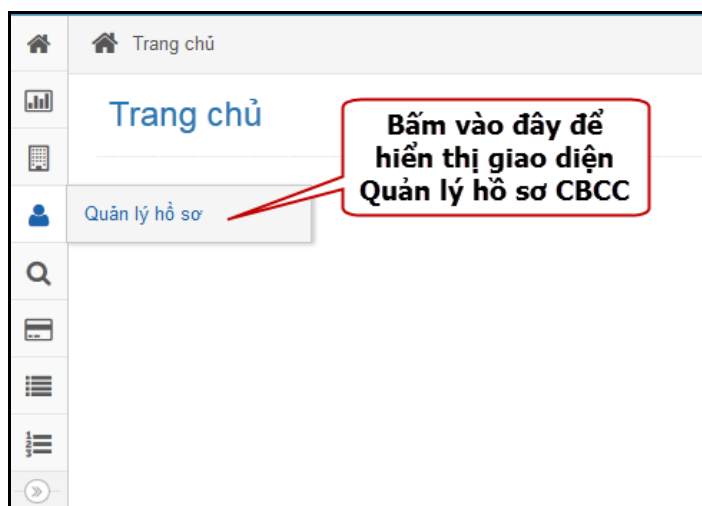 Trang chủ
Trang chủ
Bấm vào đây để
hiển thị giao diện
Quản lý hồ sơ CBCC
Quản lý hồ sơ